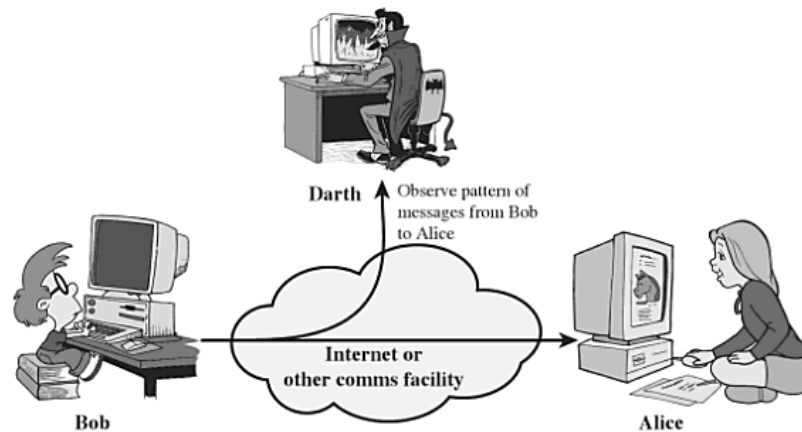 Darth
Observe pattern of
messages from Bob
to Alice
Internet or
other comms facility
Bob
Alice